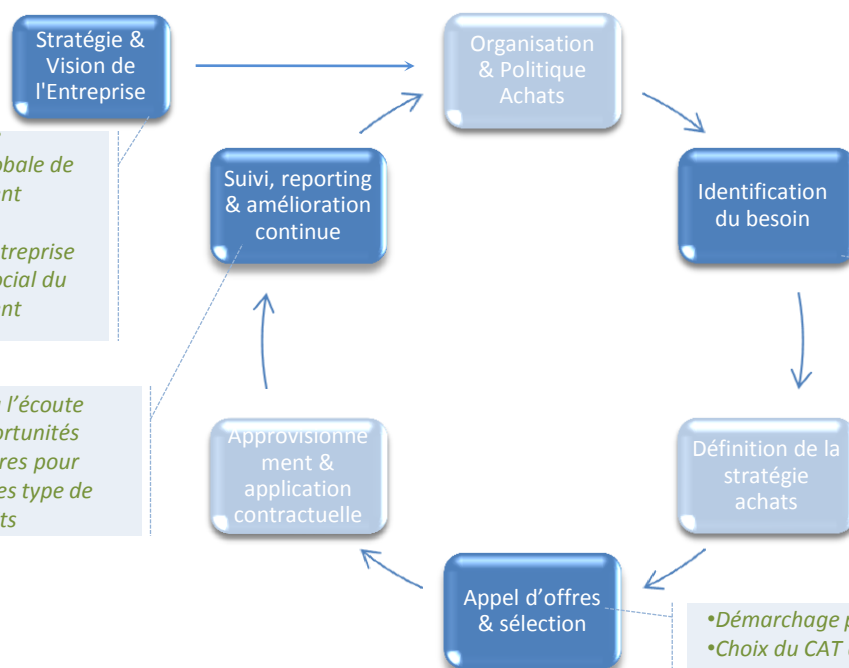 Stratégie &
Vision de
l'Entreprise
Organisation
& Politique
Achats
Suivi, reporting
& amélioration
continue
Identification
du besoin
obale de
nt
treprise
ocial du
nt
l'écoute
ortunités
res pour
es type de
ts
Approvisionne
ment &
application
contractuelle
Définition de la
stratégie
achats
Appel d’offres
& sélection
•Démarchage p
•Choix du CAT